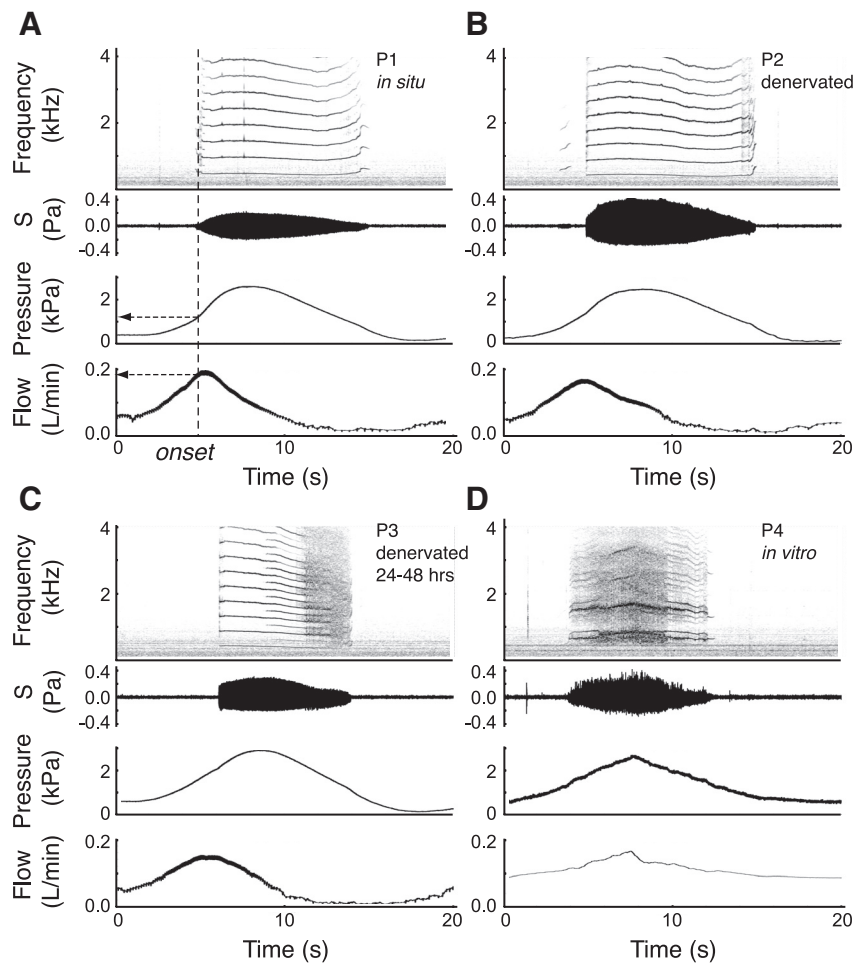 A
B
P1
in situ
P2
denervated
Frequency
(kHz)
4
2
4
2
S
(Pa)
0.4
0.0
-0.4
0.4
0.0
-0.4
Pressure
(kPa)
2
0
2
0
Flow
(L/min)
0.2
0.0
0.2
0.0
0
onset
10
20
0
10
20
Time (s)
Time (s)
C
D
P3
denervated
24-48 hrs
P4
in vitro
Frequency
(kHz)
4
2
4
2
S
(Pa)
0.4
0.0
-0.4
0.4
0.0
-0.4
Pressure
(kPa)
2
0
2
0
Flow
(L/min)
0.2
0.0
0.2
0.0
0
10
20
0
10
20
Time (s)
Time (s)